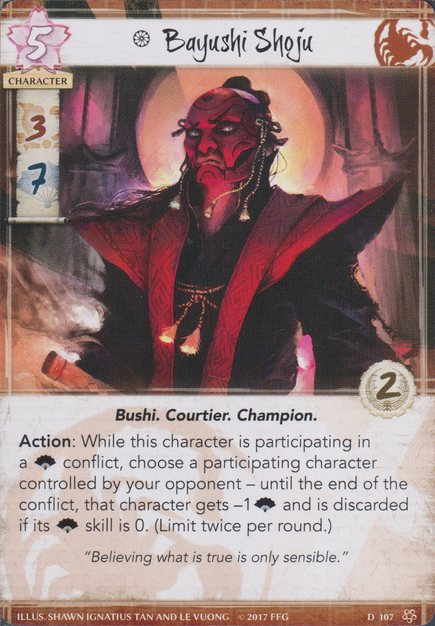 5
Bayushi Shoju
CHARACTER
3
7
2
Bushi. Courtier. Champion.
Action: While this character is participating in
a conflict, choose a participating character
controlled by your opponent – until the end of the
conflict, that character gets –1 and is discarded
if its skill is 0. (Limit twice per round.)
“Believing what is true is only sensible.”
ILLUS. SHAWN IGNATIUS TAN AND LE VUONG © 2017 FFG D 107